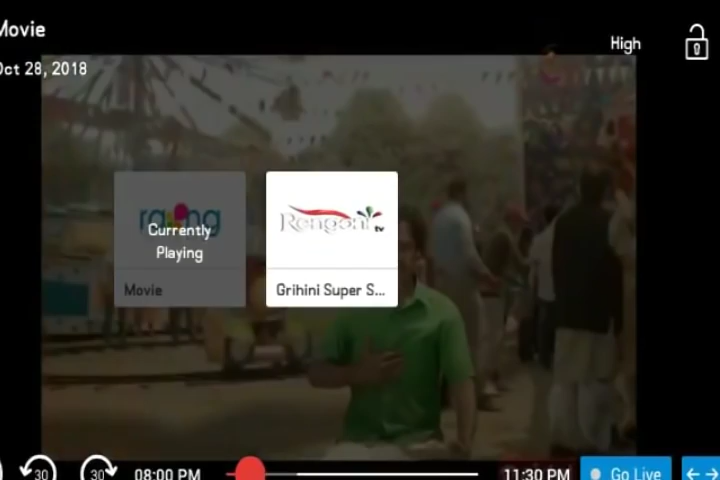 Movie
High
Oct 28, 2018
Currently
Playing
Rengoni
tv
Movie
Grihini Super S...
30
30
08:00 PM
11:30 PM
Go Live